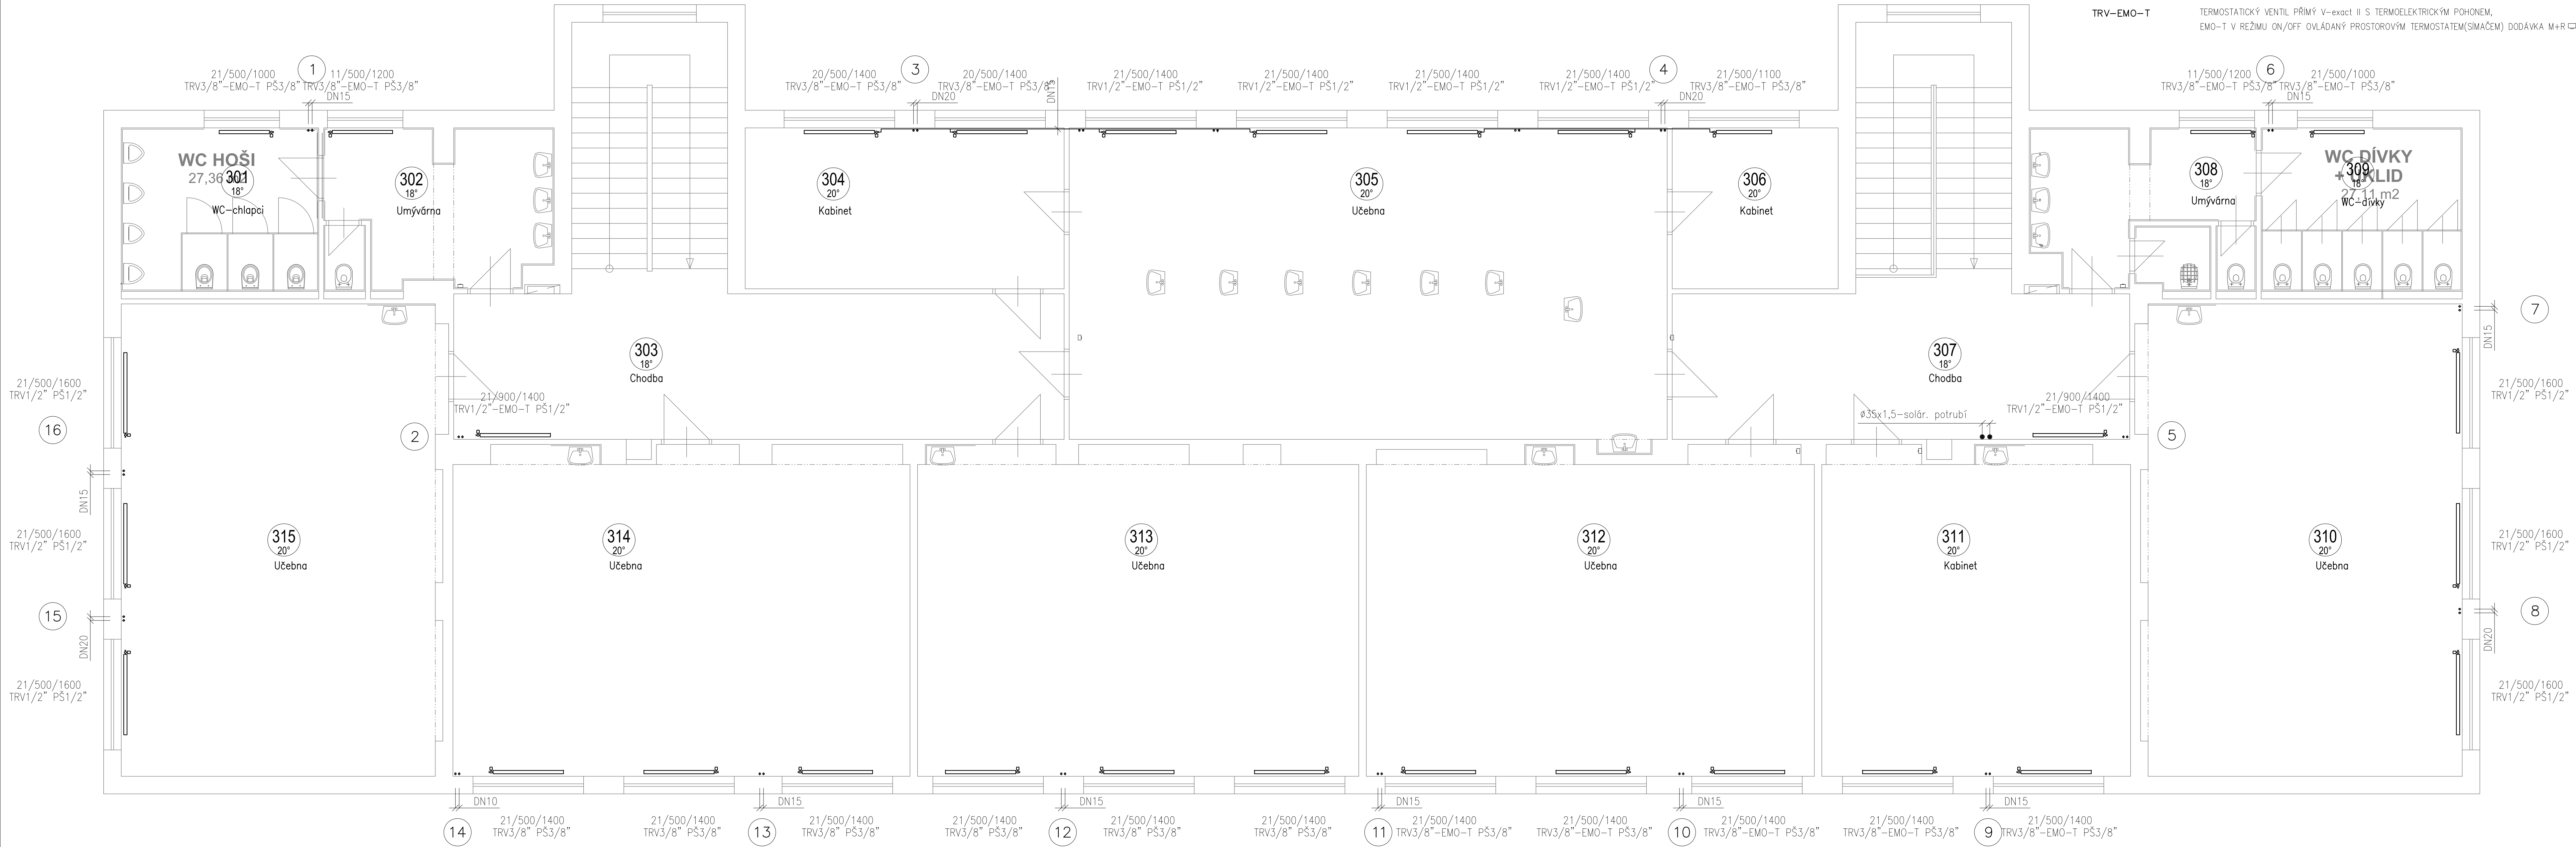 TRV-EMO-T
TERMOSTATICKÝ VENTIL PŘÍMÝ V-exact II S TERMOELEKTRICKÝM POHONEM,
EMO-T V REŽIMU ON/OFF OVLÁDANÝ PROSTOROVÝM TERMOSTATEM(SÍMAČEM) DODÁVKA M+R
21/500/1000
TRV3/8"-EMO-T PŠ3/8"
1
11/500/1200
TRV3/8"-EMO-T PŠ3/8"
DN15
20/500/1400
TRV3/8"-EMO-T PŠ3/8"
3
20/500/1400
TRV3/8"-EMO-T PŠ3/8"
DN20
DN15
21/500/1400
TRV1/2"-EMO-T PŠ1/2"
21/500/1400
TRV1/2"-EMO-T PŠ1/2"
21/500/1400
TRV1/2"-EMO-T PŠ1/2"
21/500/1400
TRV1/2"-EMO-T PŠ1/2"
4
21/500/1100
TRV3/8"-EMO-T PŠ3/8"
DN20
11/500/1200
TRV3/8"-EMO-T PŠ3/8"
6
21/500/1000
TRV3/8"-EMO-T PŠ3/8"
DN15
WC HOŠI
27,36 m2
301
18°
WC-chlapci
302
18°
Umývárna
304
20°
Kabinet
305
20°
Učebna
306
20°
Kabinet
308
18°
Umývárna
WC DÍVKY
+ ÚKLID
27,11 m2
309
18°
WC-dívky
7
DN15
303
18°
Chodba
307
18°
Chodba
21/500/1600
TRV1/2" PŠ1/2"
16
2
21/900/1400
TRV1/2"-EMO-T PŠ1/2"
ø35x1,5-solár. potrubí
21/900/1400
TRV1/2"-EMO-T PŠ1/2"
5
21/500/1600
TRV1/2" PŠ1/2"
DN15
21/500/1600
TRV1/2" PŠ1/2"
315
20°
Učebna
314
20°
Učebna
313
20°
Učebna
312
20°
Učebna
311
20°
Kabinet
310
20°
Učebna
21/500/1600
TRV1/2" PŠ1/2"
15
DN20
8
DN20
21/500/1600
TRV1/2" PŠ1/2"
21/500/1600
TRV1/2" PŠ1/2"
DN10
14
21/500/1400
TRV3/8" PŠ3/8"
21/500/1400
TRV3/8" PŠ3/8"
DN15
13
21/500/1400
TRV3/8" PŠ3/8"
21/500/1400
TRV3/8" PŠ3/8"
DN15
12
21/500/1400
TRV3/8" PŠ3/8"
21/500/1400
TRV3/8" PŠ3/8"
DN15
11
21/500/1400
TRV3/8"-EMO-T PŠ3/8"
21/500/1400
TRV3/8"-EMO-T PŠ3/8"
DN15
10
21/500/1400
TRV3/8"-EMO-T PŠ3/8"
21/500/1400
TRV3/8"-EMO-T PŠ3/8"
DN15
9
21/500/1400
TRV3/8"-EMO-T PŠ3/8"